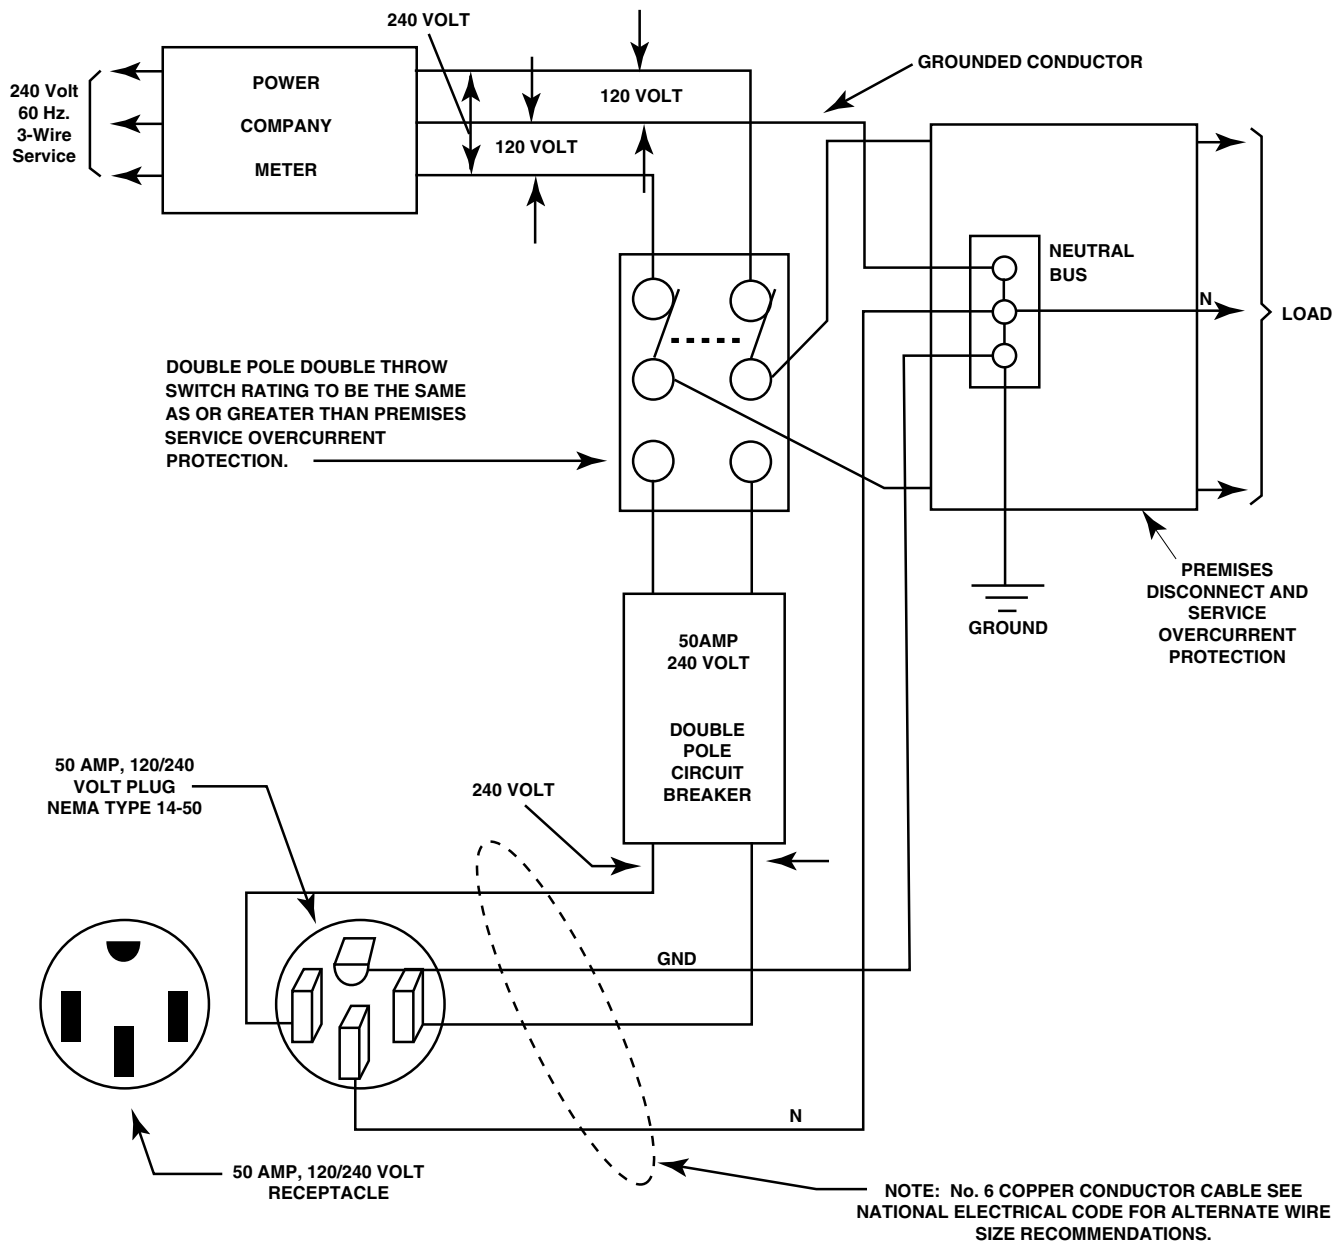 240 VOLT
GROUNDED CONDUCTOR
240 Volt
60 Hz.
3-Wire
Service
POWER
COMPANY
METER
120 VOLT
120 VOLT
NEUTRAL
BUS
N
LOAD
DOUBLE POLE DOUBLE THROW
SWITCH RATING TO BE THE SAME
AS OR GREATER THAN PREMISES
SERVICE OVERCURRENT
PROTECTION.
GROUND
PREMISES
DISCONNECT AND
SERVICE
OVERCURRENT
PROTECTION
50AMP
240 VOLT
DOUBLE
POLE
CIRCUIT
BREAKER
50 AMP, 120/240
VOLT PLUG
NEMA TYPE 14-50
240 VOLT
GND
N
50 AMP, 120/240 VOLT
RECEPTACLE
NOTE: No. 6 COPPER CONDUCTOR CABLE SEE
NATIONAL ELECTRICAL CODE FOR ALTERNATE WIRE
SIZE RECOMMENDATIONS.